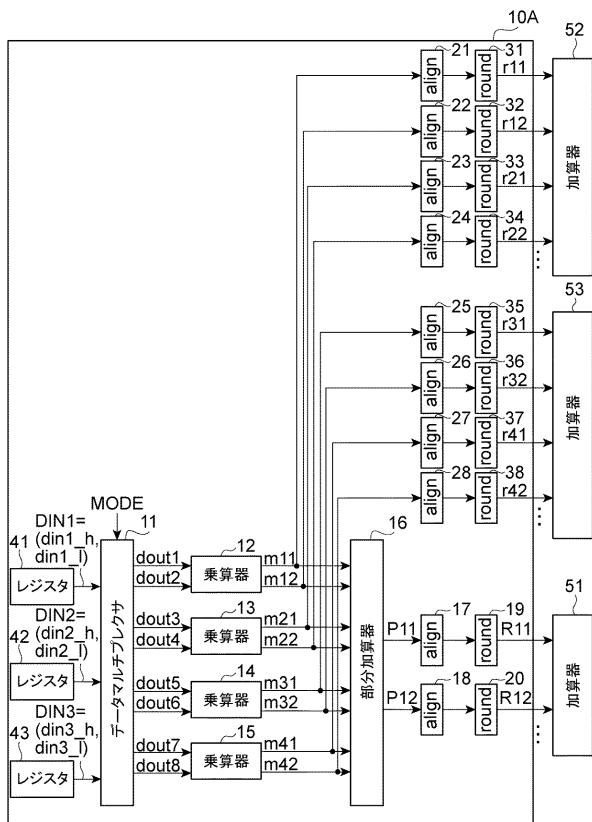 10A
52
21
31
align
round
r11
22
32
align
round
r12
23
33
align
round
r21
24
34
align
round
r22
加算器
53
25
35
align
round
r31
26
36
align
round
r32
27
37
align
round
r41
28
38
align
round
r42
加算器
MODE
11
16
データマルチプレクサ
部分加算器
DIN1=
(din1_h,
din1_l)
41
レジスタ
DIN2=
(din2_h,
din2_l)
42
レジスタ
DIN3=
(din3_h,
din3_l)
43
レジスタ
dout1
dout2
12
乗算器
m11
m12
dout3
dout4
13
乗算器
m21
m22
dout5
dout6
14
乗算器
m31
m32
dout7
dout8
15
乗算器
m41
m42
51
P11
17
align
19
round
R11
P12
18
align
20
round
R12
加算器